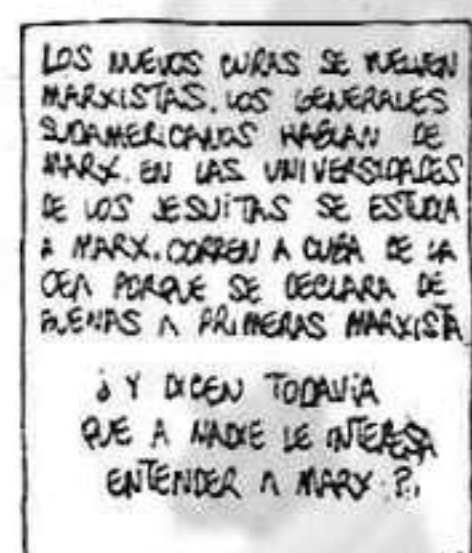 LOS NUEVOS CURAS SE VUELVEN
MARXISTAS. LOS GENERALES
SUDAMERICANOS HABLAN DE
MARX. EN LAS UNIVERSIDADES
DE LOS JESUITAS SE ESTUDIA
A MARX. CORREN A CUBA DE LA
OEA PORQUE SE DECLARA DE
BUENAS A PRIMERAS MARXISTA
¿Y DICEN TODAVÍA
QUE A NADIE LE INTERESA
ENTENDER A MARX?